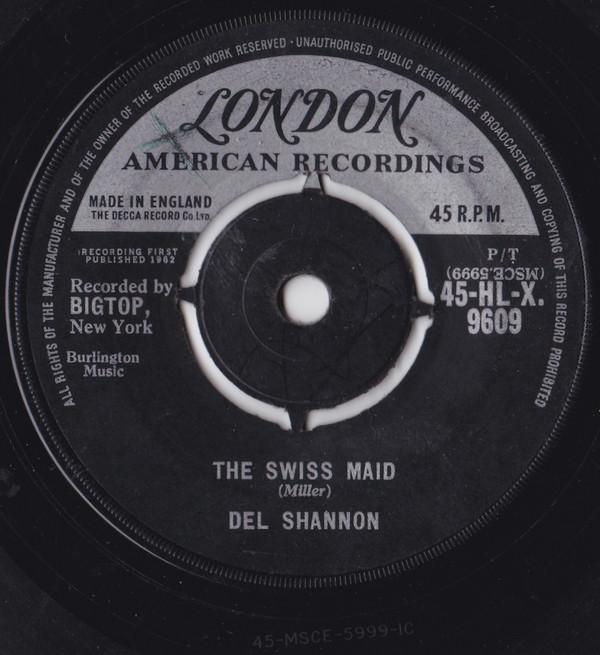 ALL RIGHTS OF THE MANUFACTURER AND OF THE OWNER OF THE RECORDED WORK RESERVED · UNAUTHORISED PUBLIC PERFORMANCE BROADCASTING AND COPYING OF THIS RECORD PROHIBITED
LONDON
AMERICAN RECORDINGS
MADE IN ENGLAND
THE DECCA RECORD Co Ltd.
45 R.P.M.
RECORDING FIRST
PUBLISHED 1962
P/T
(MSCE.5999)
Recorded by
BIGTOP,
New York
45-HL-X.
9609
Burlington
Music
THE SWISS MAID
(Miller)
DEL SHANNON
45-MSCE-5999-1C